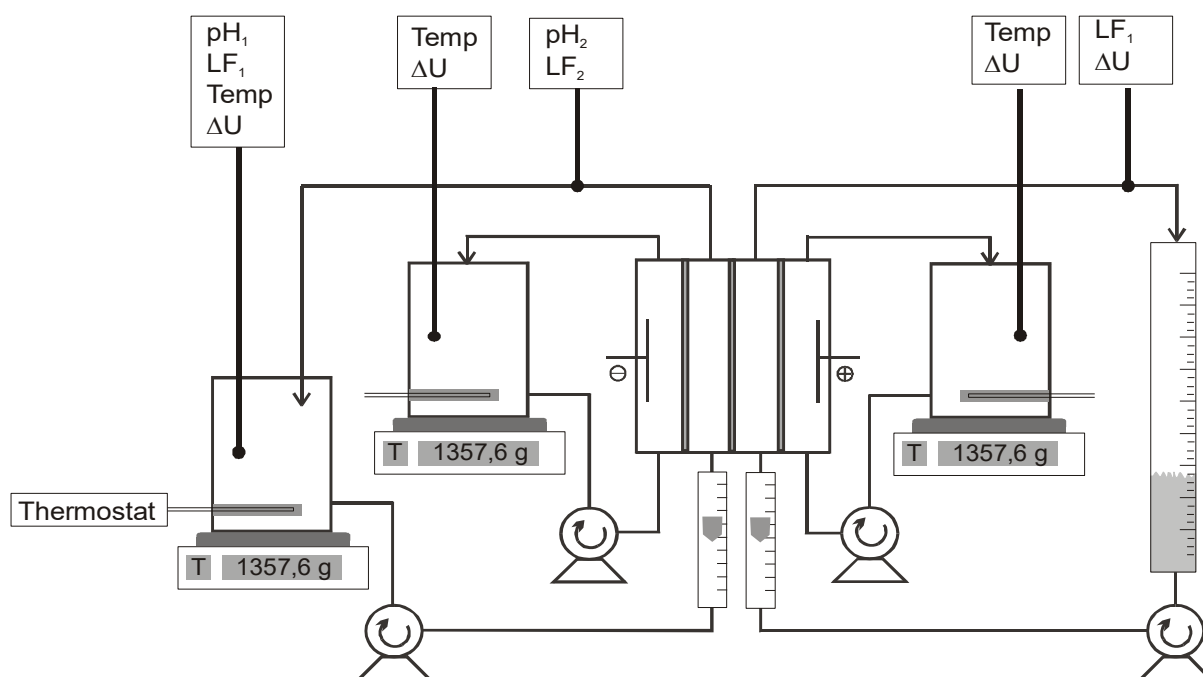 pH₁
LF₁
Temp
ΔU
Temp
ΔU
pH₂
LF₂
Temp
ΔU
LF₁
ΔU
⊖
⊕
T 1357,6 g
T 1357,6 g
Thermostat
T 1357,6 g